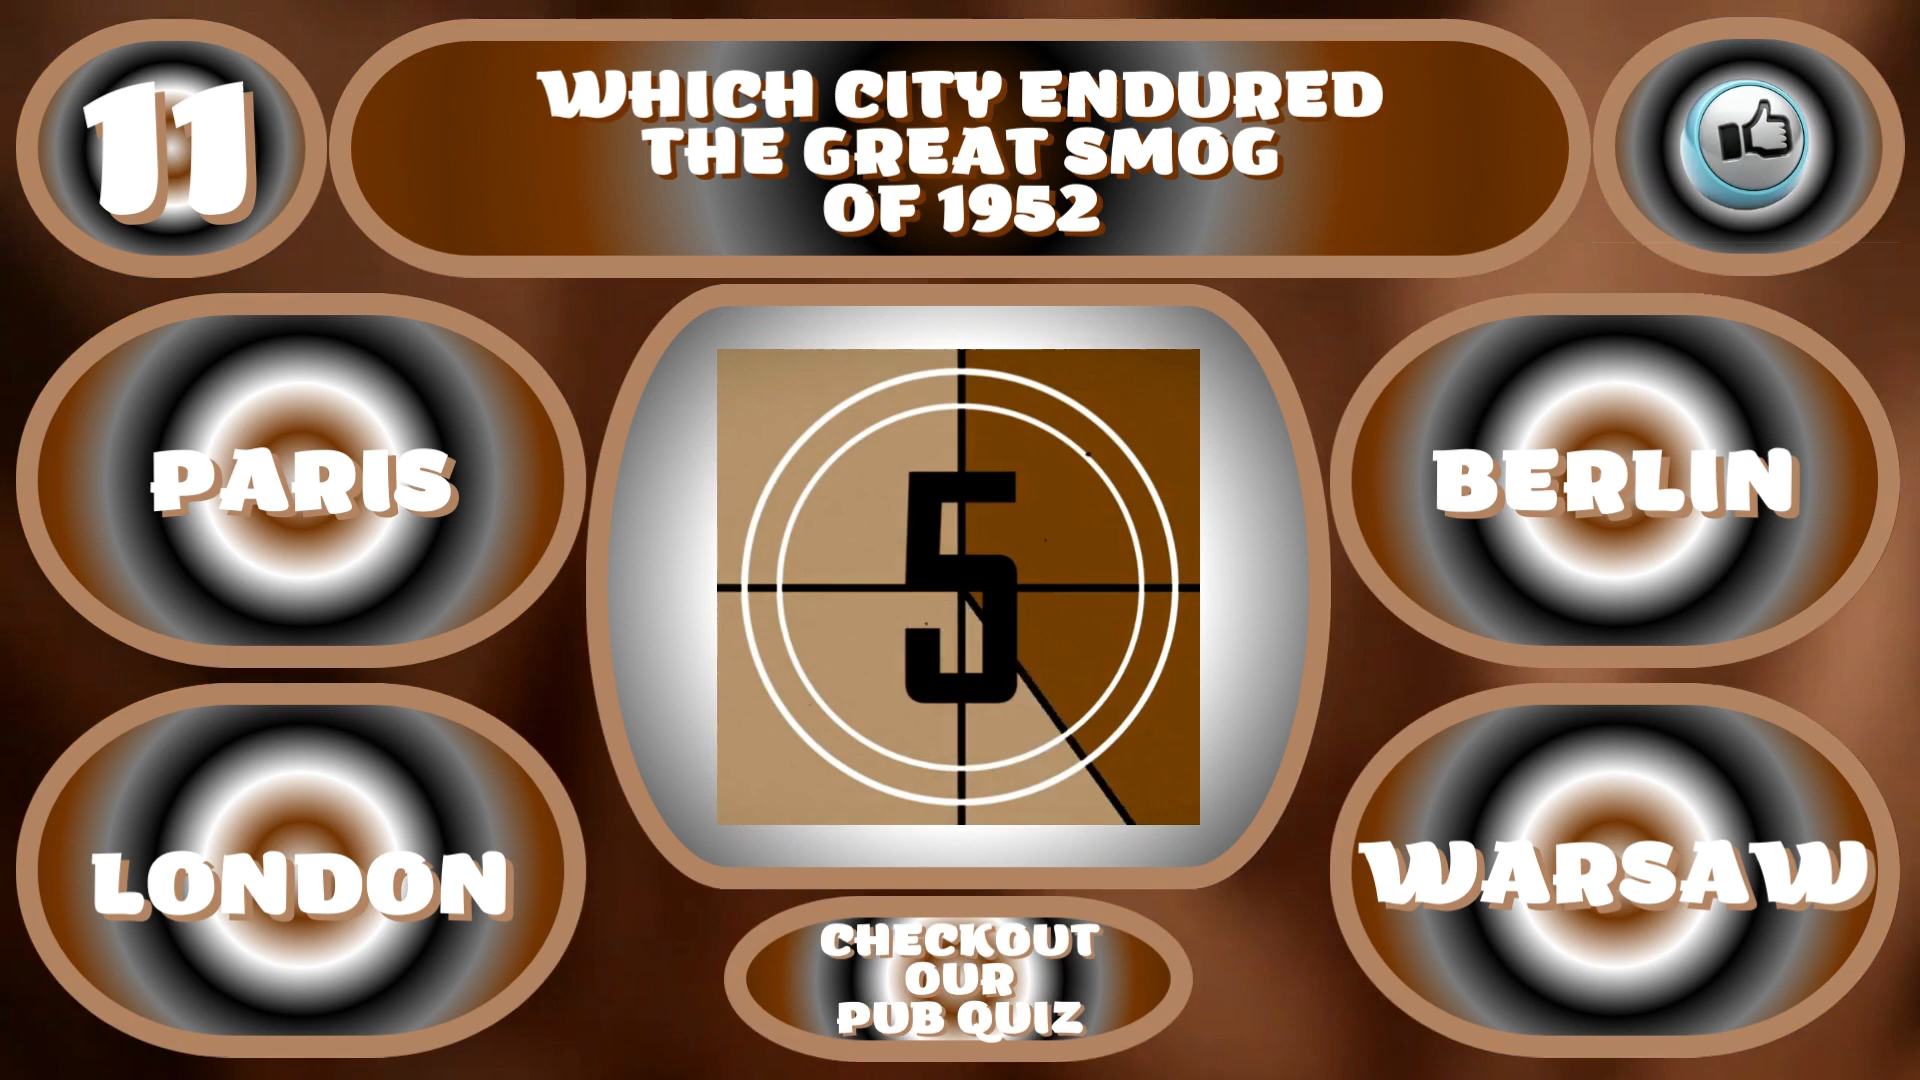 11
WHICH CITY ENDURED
THE GREAT SMOG
OF 1952
PARIS
BERLIN
5
LONDON
WARSAW
CHECKOUT
OUR
PUB QUIZ